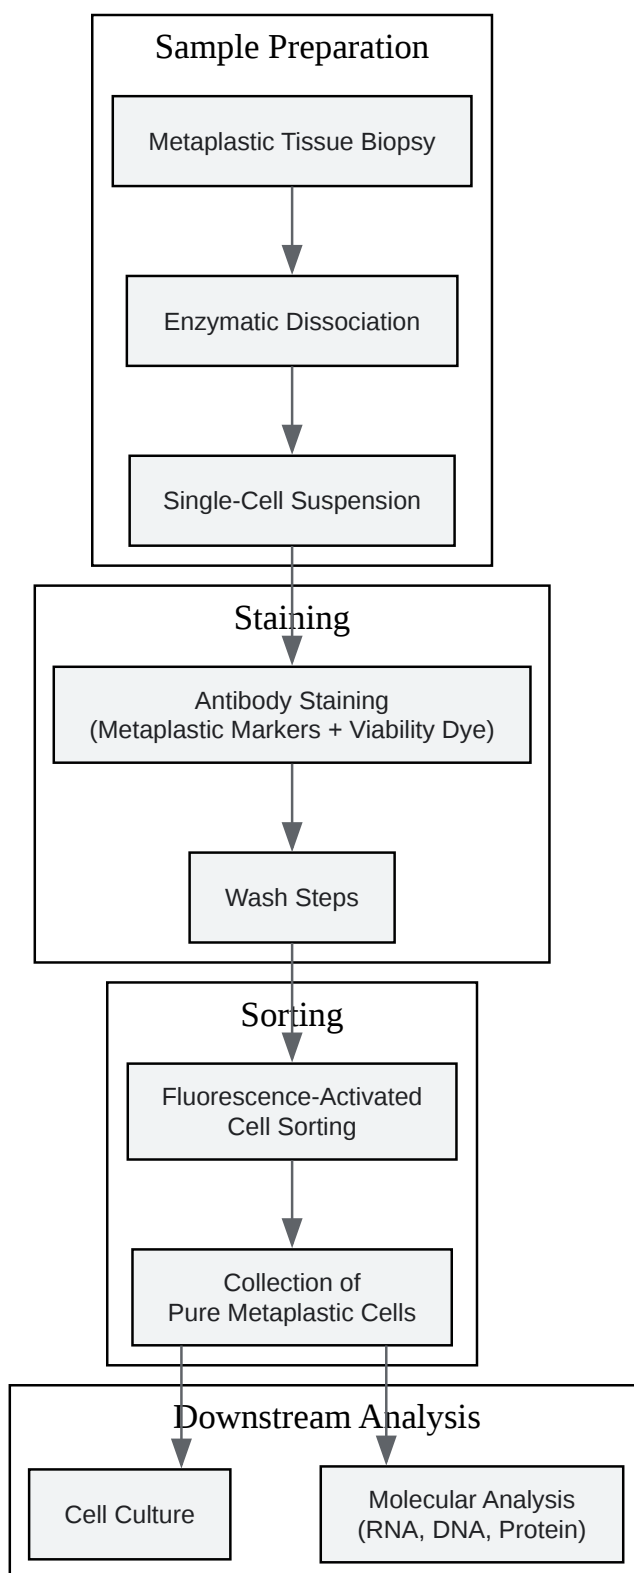 Sample Preparation
Metaplastic Tissue Biopsy
Enzymatic Dissociation
Single-Cell Suspension
Staining
Antibody Staining
(Metaplastic Markers + Viability Dye)
Wash Steps
Sorting
Fluorescence-Activated
Cell Sorting
Collection of
Pure Metaplastic Cells
Downstream Analysis
Cell Culture
Molecular Analysis
(RNA, DNA, Protein)